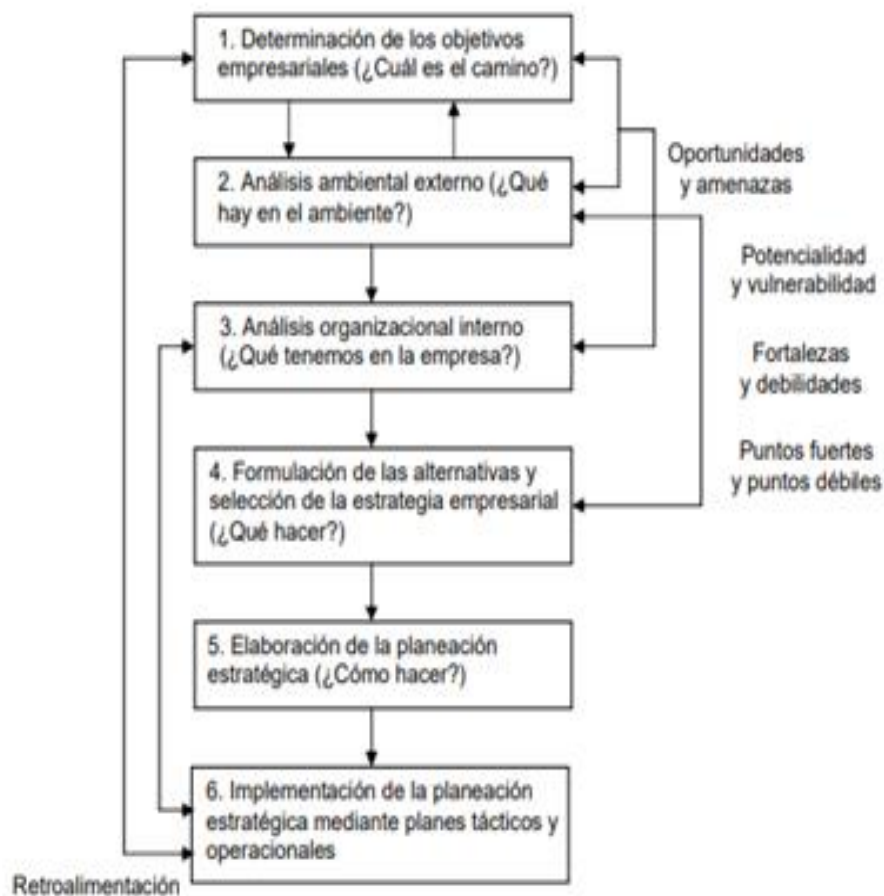 1. Determinación de los objetivos
empresariales (¿Cuál es el camino?)
2. Análisis ambiental externo (¿Qué
hay en el ambiente?)
3. Análisis organizacional interno
(¿Qué tenemos en la empresa?)
4. Formulación de las alternativas y
selección de la estrategia empresarial
(¿Qué hacer?)
5. Elaboración de la planeación
estratégica (¿Cómo hacer?)
6. Implementación de la planeación
estratégica mediante planes tácticos y
operacionales
Oportunidades
y amenazas
Potencialidad
y vulnerabilidad
Fortalezas
y debilidades
Puntos fuertes
y puntos débiles
Retroalimentación